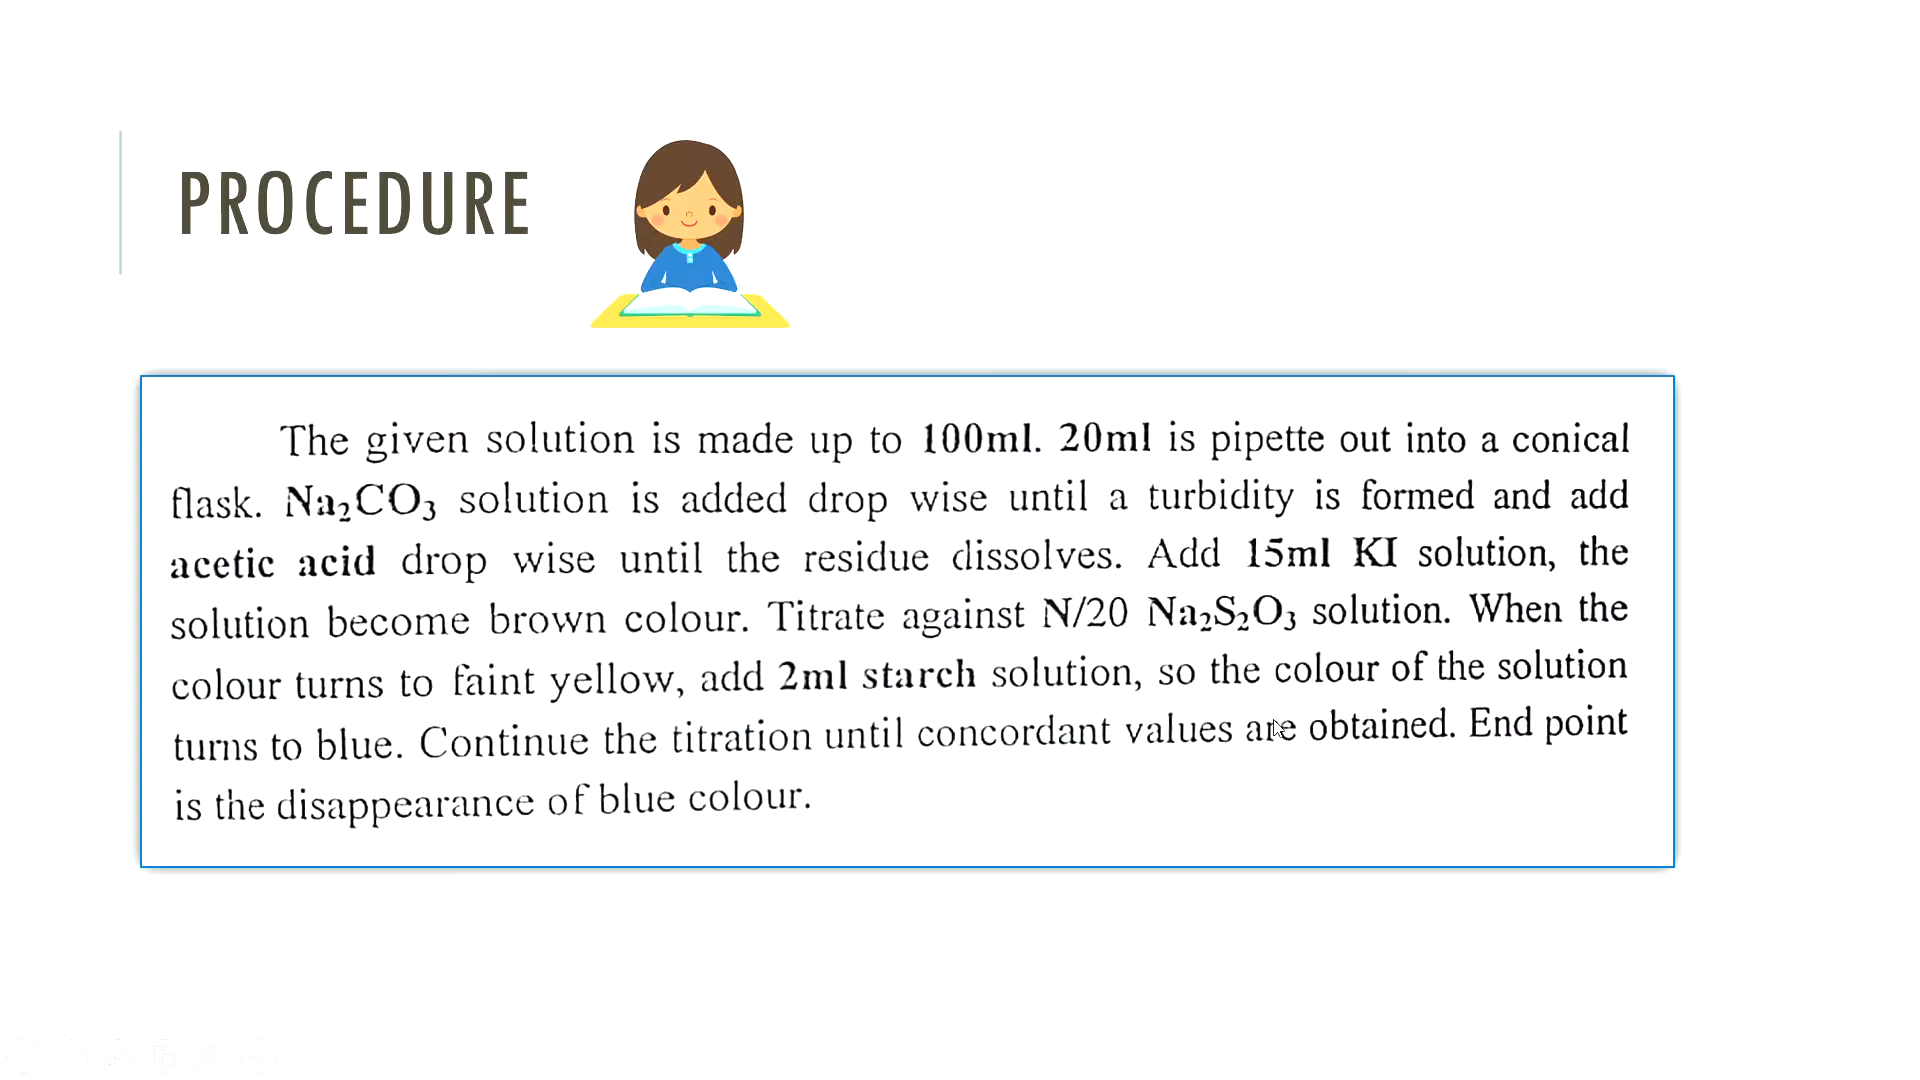 PROCEDURE
The given solution is made up to 100ml. 20ml is pipette out into a conical
flask. Na₂CO₃ solution is added drop wise until a turbidity is formed and add
acetic acid drop wise until the residue dissolves. Add 15ml KI solution, the
solution become brown colour. Titrate against N/20 Na₂S₂O₃ solution. When the
colour turns to faint yellow, add 2ml starch solution, so the colour of the solution
turns to blue. Continue the titration until concordant values are obtained. End point
is the disappearance of blue colour.